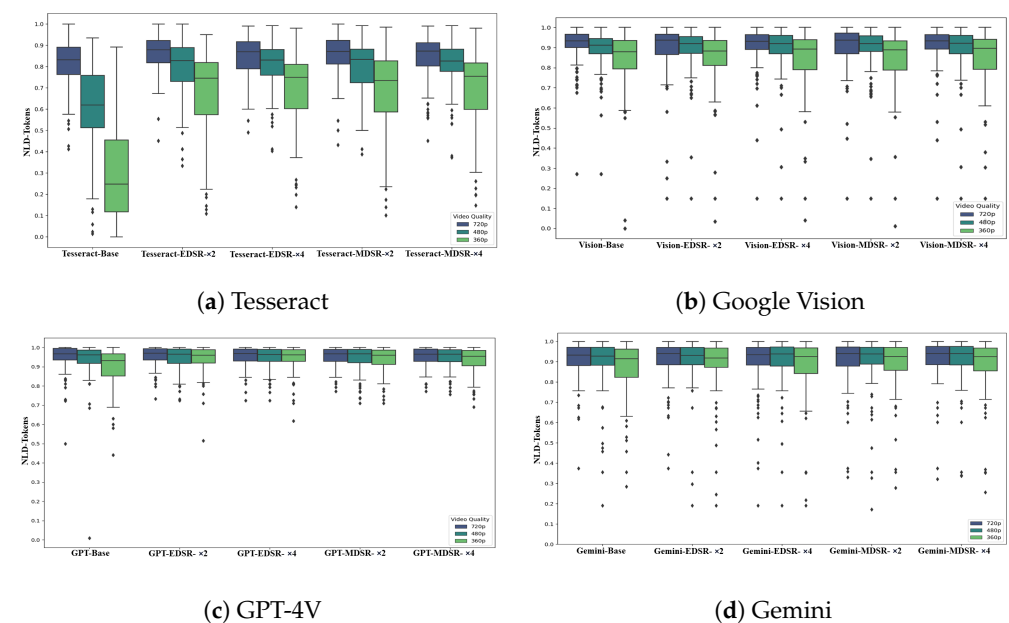 NLD-Tokens
1.0
0.9
0.8
0.7
0.6
0.5
0.4
0.3
0.2
0.1
0.0
Video Quality
720p
480p
360p
Tesseract-Base Tesseract-EDSR-×2 Tesseract-EDSR-×4 Tesseract-MDSR-×2 Tesseract-MDSR-×4
(a) Tesseract
NLD-Tokens
1.0
0.9
0.8
0.7
0.6
0.5
0.4
0.3
0.2
0.1
0.0
Video Quality
720p
480p
360p
Vision-Base Vision-EDSR- ×2 Vision-EDSR- ×4 Vision-MDSR- ×2 Vision-MDSR- ×4
(b) Google Vision
NLD-Tokens
1.0
0.9
0.8
0.7
0.6
0.5
0.4
0.3
0.2
0.1
0.0
Video Quality
720p
480p
360p
GPT-Base GPT-EDSR- ×2 GPT-EDSR- ×4 GPT-MDSR- ×2 GPT-MDSR- ×4
(c) GPT-4V
NLD-Tokens
1.0
0.9
0.8
0.7
0.6
0.5
0.4
0.3
0.2
0.1
0.0
720p
480p
360p
Gemini-Base Gemini-EDSR- ×2 Gemini-EDSR- ×4 Gemini-MDSR- ×2 Gemini-MDSR- ×4
(d) Gemini